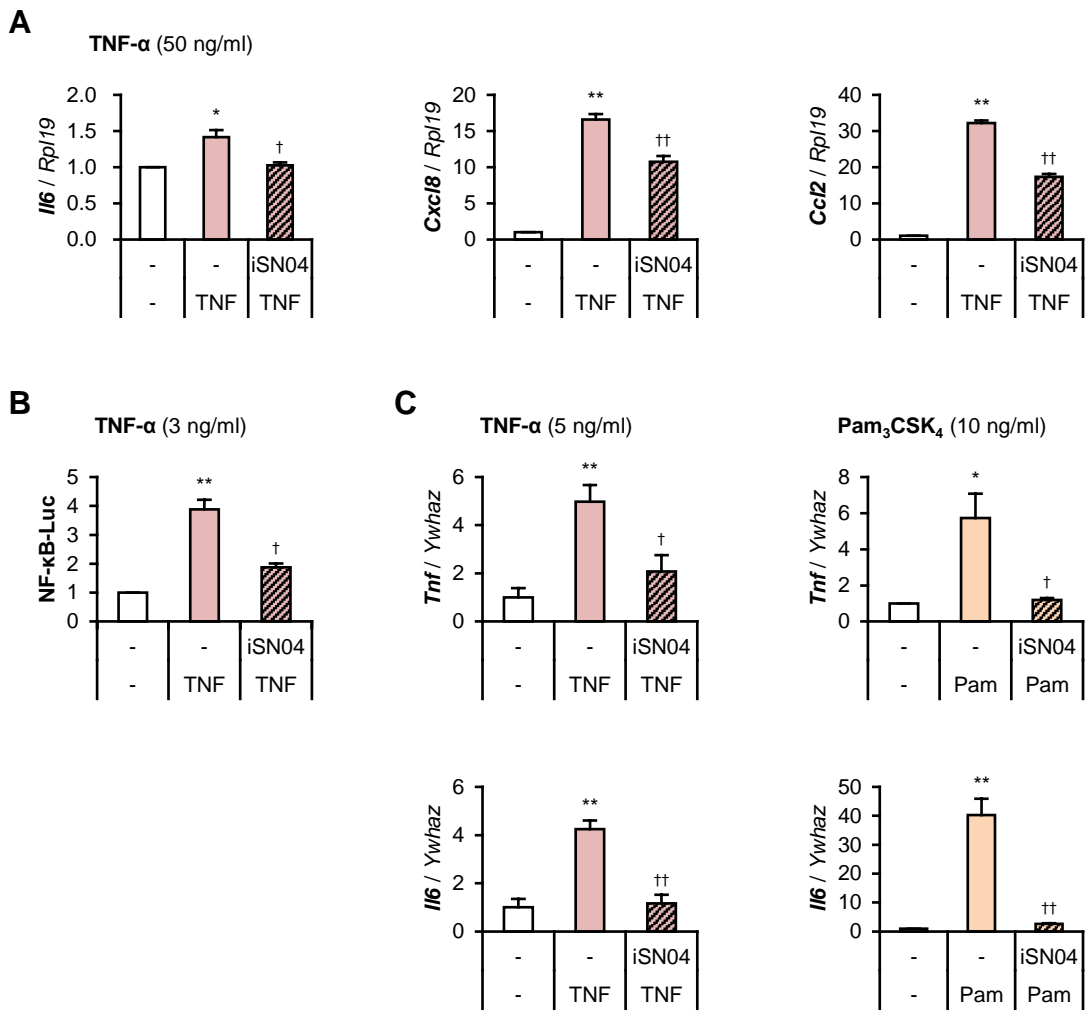 A
TNF-α (50 ng/ml)
Il6 / Rpl19
2.0
1.5
1.0
0.5
0.0
*
†
- - iSN04
- TNF TNF
Cxcl8 / Rpl19
20
15
10
5
0
**
††
- - iSN04
- TNF TNF
Ccl2 / Rpl19
40
30
20
10
0
**
††
- - iSN04
- TNF TNF
B
TNF-α (3 ng/ml)
NF-κB-Luc
5
4
3
2
1
0
**
†
- - iSN04
- TNF TNF
C
TNF-α (5 ng/ml)
Tnf / Ywhaz
6
4
2
0
**
†
- - iSN04
- TNF TNF
Pam₃CSK₄ (10 ng/ml)
Tnf / Ywhaz
8
6
4
2
0
*
†
- - iSN04
- Pam Pam
Il6 / Ywhaz
6
4
2
0
**
††
- - iSN04
- TNF TNF
Il6 / Ywhaz
50
40
30
20
10
0
**
††
- - iSN04
- Pam Pam